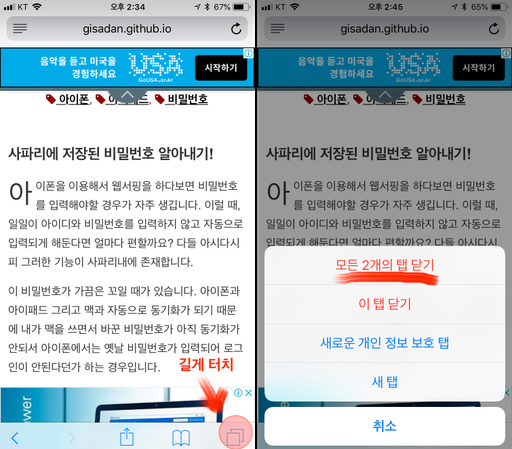 KT 오후 2:34 67%
gisadan.github.io
음악을 듣고 미국을
경험하세요
USA
GoUSA.or.kr
시작하기
아이폰, 비밀번호
사파리에 저장된 비밀번호 알아내기!
아이폰을 이용해서 웹서핑을 하다보면 비밀번호
를 입력해야할 경우가 자주 생깁니다. 이럴 때,
일일이 아이디와 비밀번호를 입력하지 않고 자동으로
입력되게 해둔다면 얼마나 편할까요? 다들 아시다시
피 그러한 기능이 사파리내에 존재합니다.
이 비밀번호가 가끔은 꼬일 때가 있습니다. 아이폰과
아이패드 그리고 맥과 자동으로 동기화가 되기 때문
에 내가 맥을 쓰면서 바꾼 비밀번호가 아직 동기화가
안되서 아이폰에서는 옛날 비밀번호가 입력되어 로그
인이 안된다던가 하는 경우입니다.
길게 터치
KT 오후 2:45 65%
gisadan.github.io
음악을 듣고 미국을
경험하세요
USA
GoUSA.or.kr
시작하기
아이폰, 비밀번호
사파리에 저장된 비밀번호 알아내기!
아이폰을 이용해서 웹서핑을 하다보면 비밀번호
를 입력해야할 경우가 자주 생깁니다. 이럴 때,
일일이 아이디와 비밀번호를 입력하지 않고 자동으로
입력되게 해둔다면 얼마나 편할까요? 다들 아시다시
모든 2개의 탭 닫기
이 탭 닫기
새로운 개인 정보 보호 탭
새 탭
취소